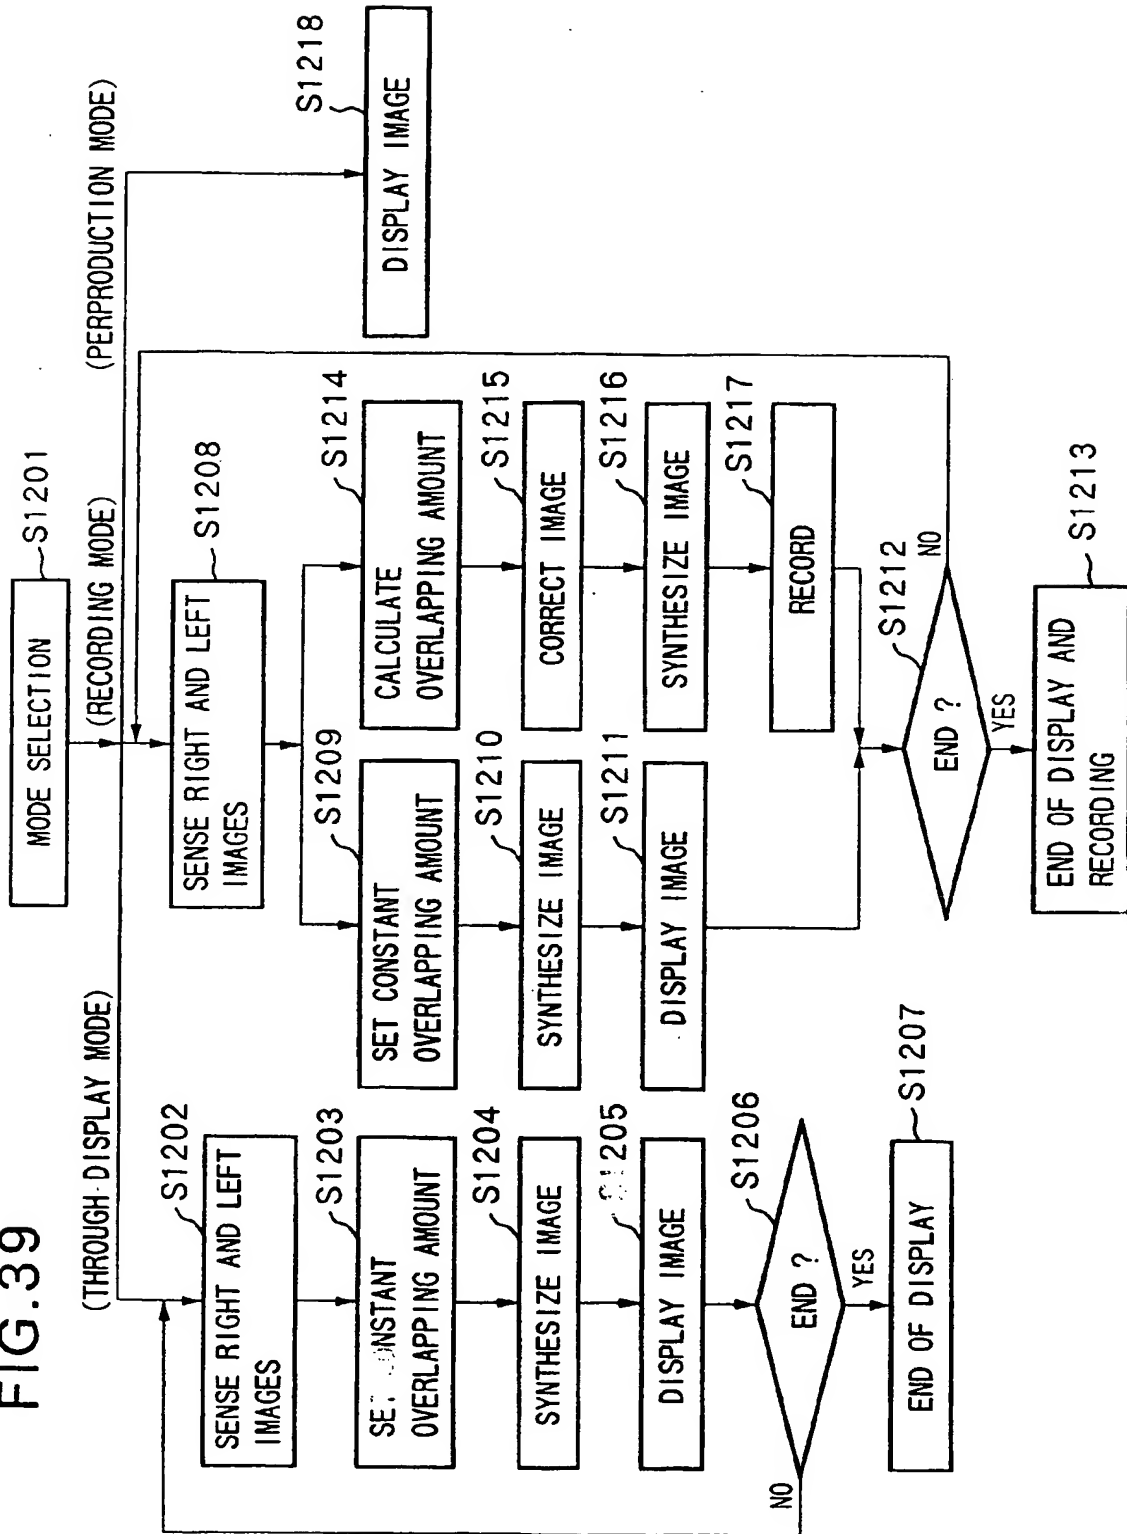 FIG.39
MODE SELECTION
S1201
(THROUGH DISPLAY MODE)
(RECORDING MODE)
(PERPRODUCTION MODE)
SENSE RIGHT AND LEFT
IMAGES
S1202
OVERLAPPING AMOUNT
S1203
SYNTHESIZE IMAGE
S1204
DISPLAY IMAGE
S1205
END ?
S1206
NO
YES
END OF DISPLAY
S1207
SENSE RIGHT AND LEFT
IMAGES
S1208
SET CONSTANT
OVERLAPPING AMOUNT
S1209
SYNTHESIZE IMAGE
S1210
DISPLAY IMAGE
S1211
CALCULATE
OVERLAPPING AMOUNT
S1214
CORRECT IMAGE
S1215
SYNTHESIZE IMAGE
S1216
RECORD
S1217
END ?
S1212
NO
YES
END OF DISPLAY AND
RECORDING
S1213
DISPLAY IMAGE
S1218